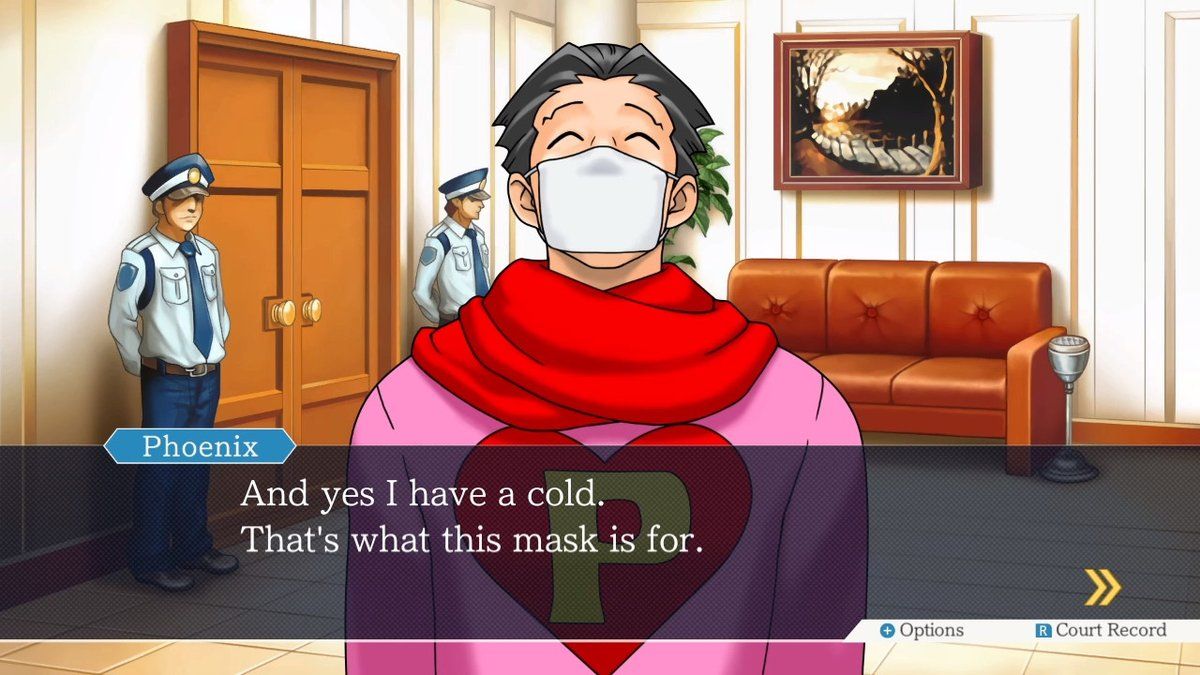 P
Phoenix
And yes I have a cold.
That's what this mask is for.
+ Options
R Court Record